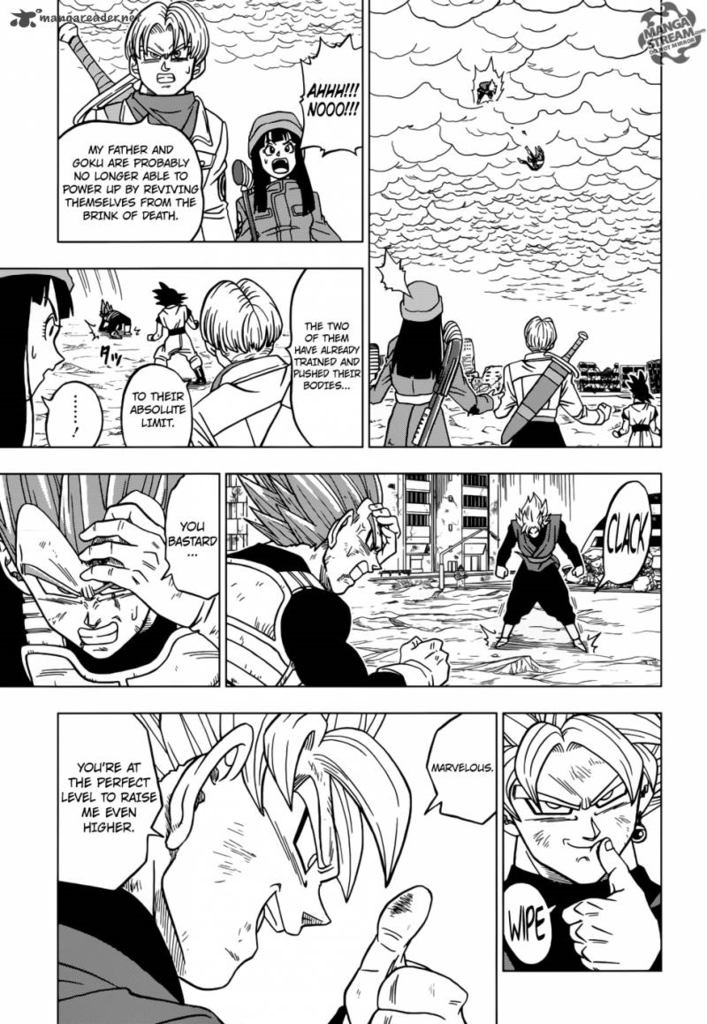 mangareader.net
MANGA
STREAM
DO NOT MIRROR
AHHH!!!
NOOO!!!
MY FATHER AND
GOKU ARE PROBABLY
NO LONGER ABLE TO
POWER UP BY REVIVING
THEMSELVES FROM THE
BRINK OF DEATH.
THE TWO
OF THEM
HAVE ALREADY
TRAINED AND
PUSHED THEIR
BODIES...
TO THEIR
ABSOLUTE
LIMIT.
......
YOU
BASTARD
...
CLACK
MARVELOUS.
YOU'RE AT
THE PERFECT
LEVEL TO RAISE
ME EVEN
HIGHER.
WIPE